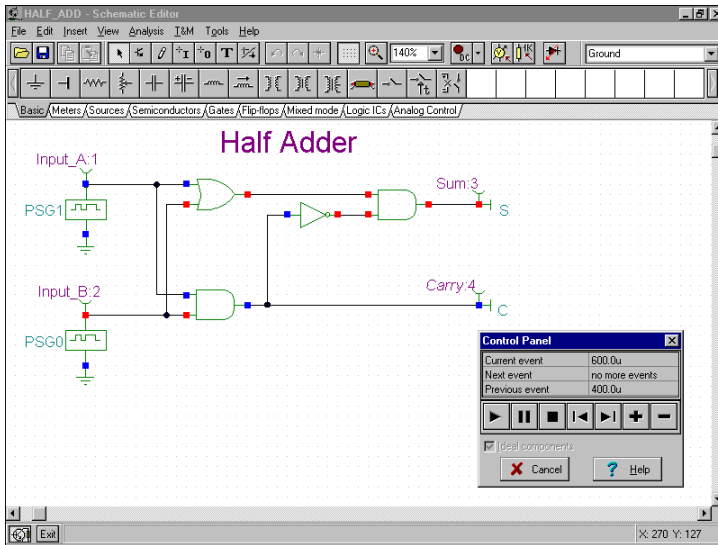 HALF_ADD - Schematic Editor
File Edit Insert View Analysis T&M Tools Help
T 140% DC 1K Ground
Basic Meters Sources Semiconductors Gates Flip-flops Mixed mode Logic ICs Analog Control
Half Adder
Input_A:1
Sum:3
PSG1
S
Input_B:2
Carry:4
C
PSG0
Control Panel
Current event 600.0u
Next event no more events
Previous event 400.0u
Ideal components
Cancel Help
Exit X: 270 Y: 127